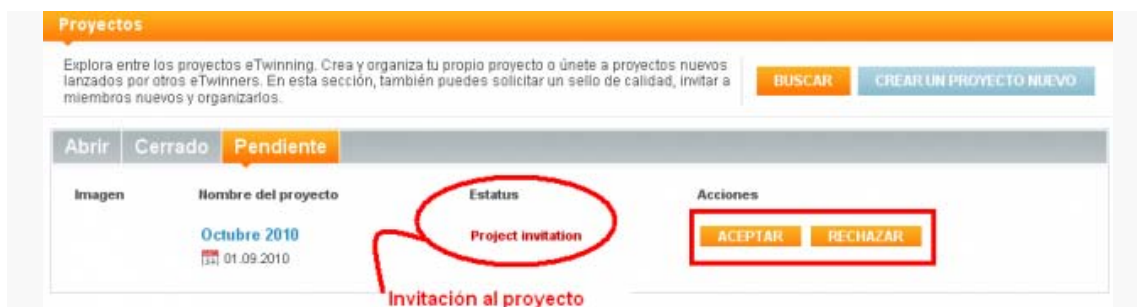 Proyectos
Explora entre los proyectos eTwinning. Crea y organiza tu propio proyecto o únete a proyectos nuevos
lanzados por otros eTwinners. En esta sección, también puedes solicitar un sello de calidad, invitar a
miembros nuevos y organizarlos.
BUSCAR CREAR UN PROYECTO NUEVO
Abrir Cerrado Pendiente
Imagen Nombre del proyecto Estatus Acciones
Octubre 2010 Project invitation ACEPTAR RECHAZAR
01.09.2010
Invitación al proyecto